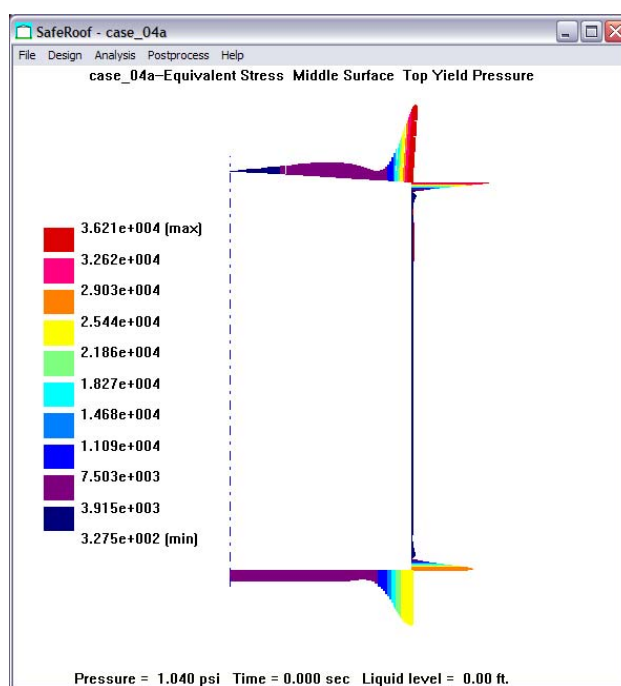 SafeRoof - case_04a
File Design Analysis Postprocess Help
case_04a-Equivalent Stress Middle Surface Top Yield Pressure
3.621e+004 (max)
3.262e+004
2.903e+004
2.544e+004
2.186e+004
1.827e+004
1.468e+004
1.109e+004
7.503e+003
3.915e+003
3.275e+002 (min)
Pressure = 1.040 psi Time = 0.000 sec Liquid level = 0.00 ft.